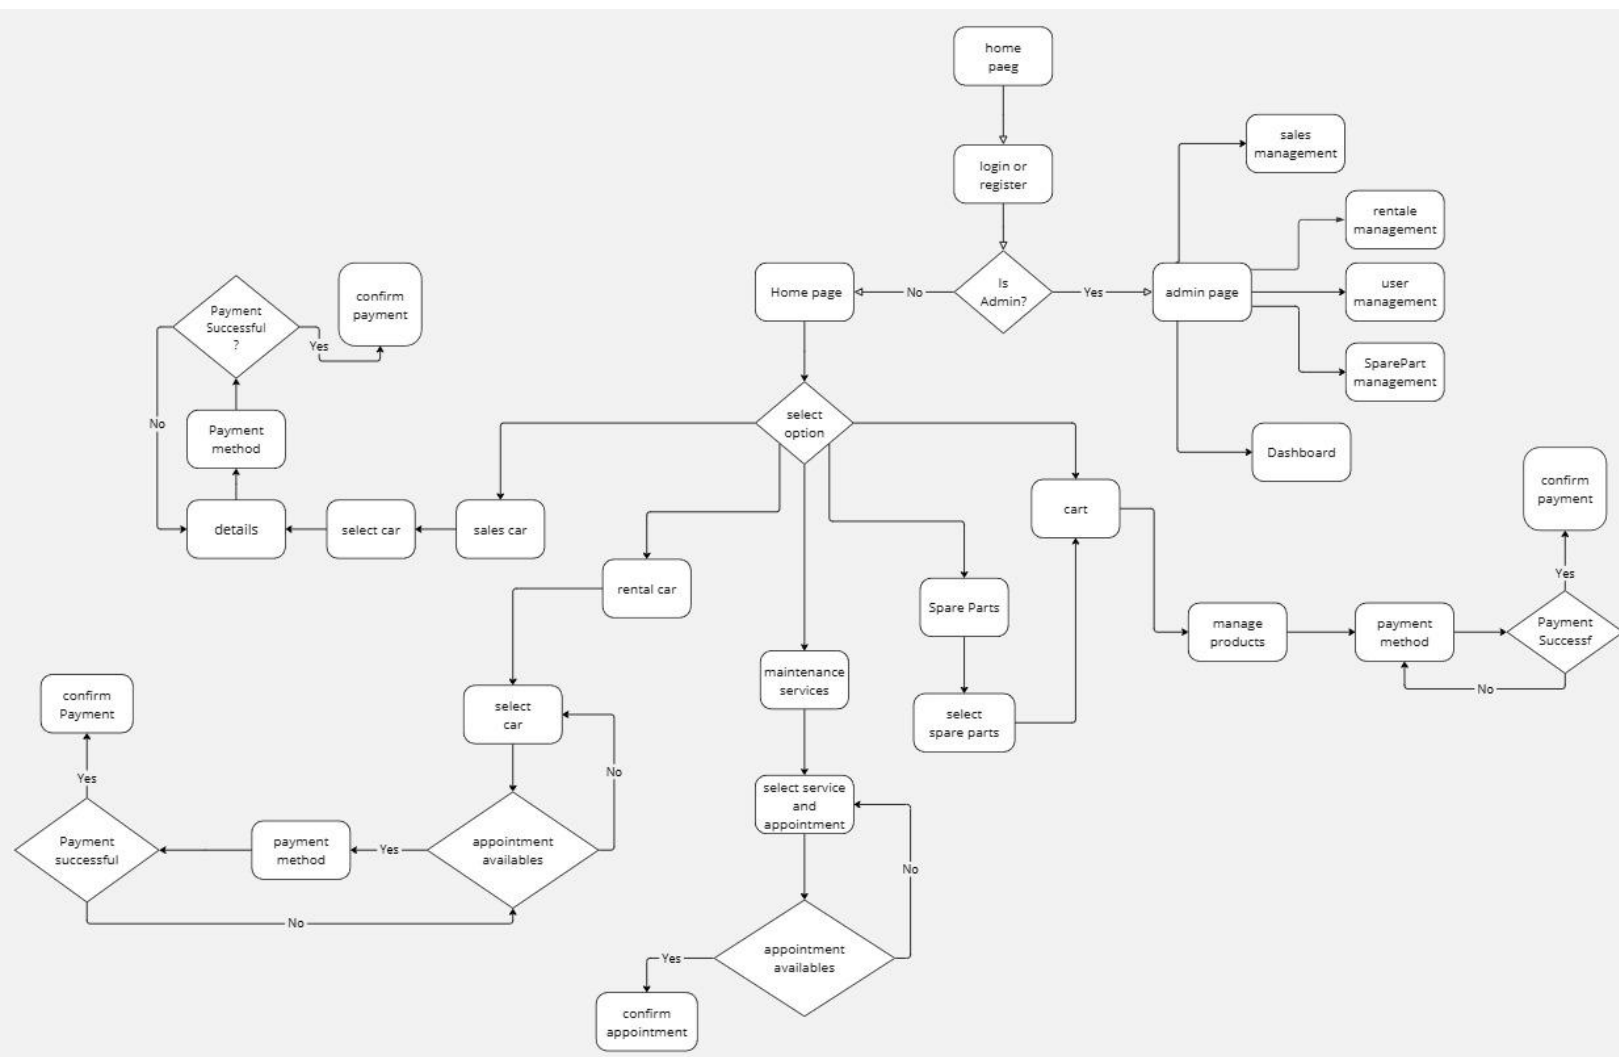 home
paeg
login or
register
Is
Admin?
No
Yes
Home page
admin page
sales
management
rentale
management
user
management
SparePart
management
Dashboard
select
option
Payment
Successful
?
Yes
confirm
payment
No
Payment
method
details
select car
sales car
rental car
select
car
No
appointment
availables
Yes
payment
method
Payment
successful
Yes
confirm
Payment
No
maintenance
services
select service
and
appointment
No
appointment
availables
Yes
confirm
appointment
Spare Parts
select
spare parts
cart
manage
products
payment
method
Payment
Successf
No
Yes
confirm
payment